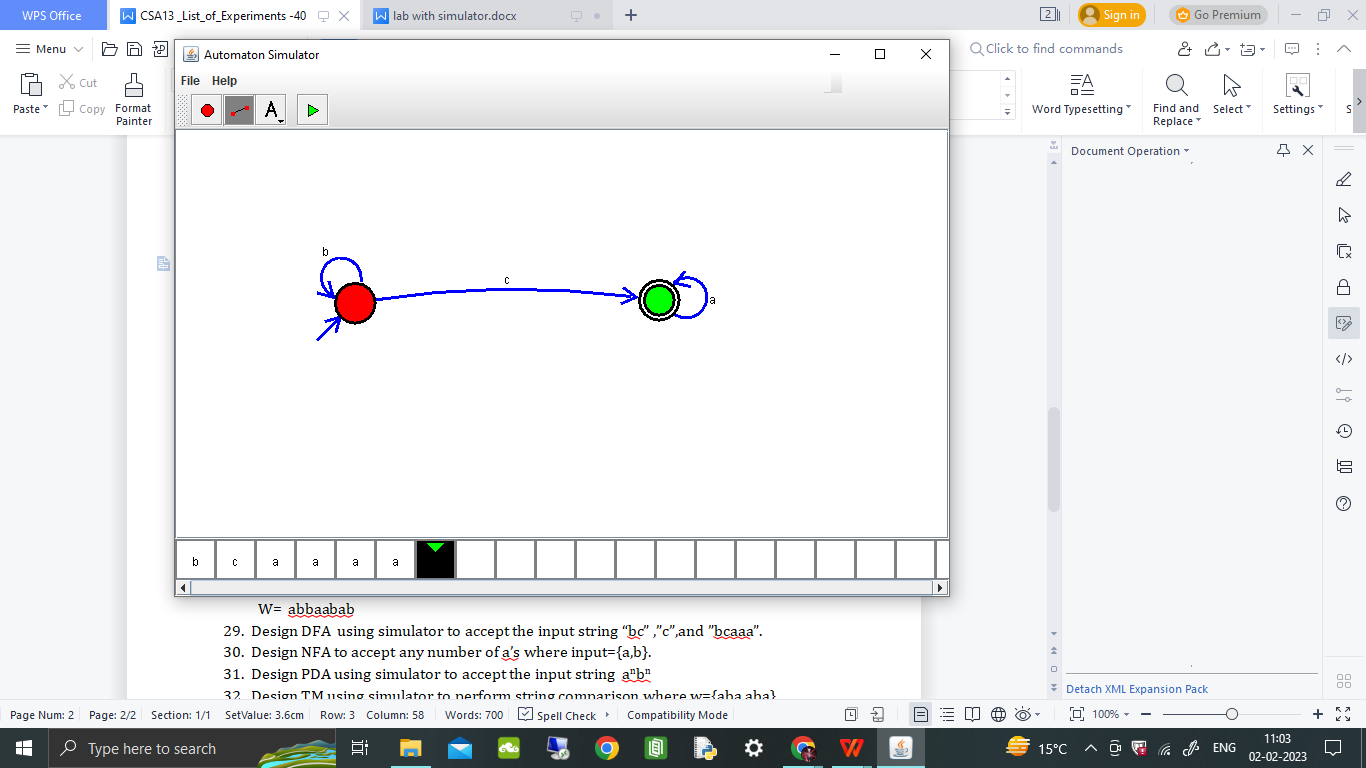 WPS Office
CSA13 _List_of_Experiments -40
lab with simulator.docx
2
Sign in
Go Premium
Menu
Click to find commands
Automaton Simulator
File Help
A
Paste
Cut
Copy
Format
Painter
Word Typesetting
Find and
Replace
Select
Settings
S
Document Operation
b
c
a
b c a a a a
W= abbaabab
29. Design DFA using simulator to accept the input string “bc” ,”c”,and ”bcaaa”.
30. Design NFA to accept any number of a’s where input={a,b}.
31. Design PDA using simulator to accept the input string aⁿbⁿ
32. Design TM using simulator to perform string comparison where w={aba aba}
Detach XML Expansion Pack
Page Num: 2 Page: 2/2 Section: 1/1 SetValue: 3.6cm Row: 3 Column: 58 Words: 700 Spell Check Compatibility Mode 100%
Type here to search
15°C
ENG
11:03
02-02-2023